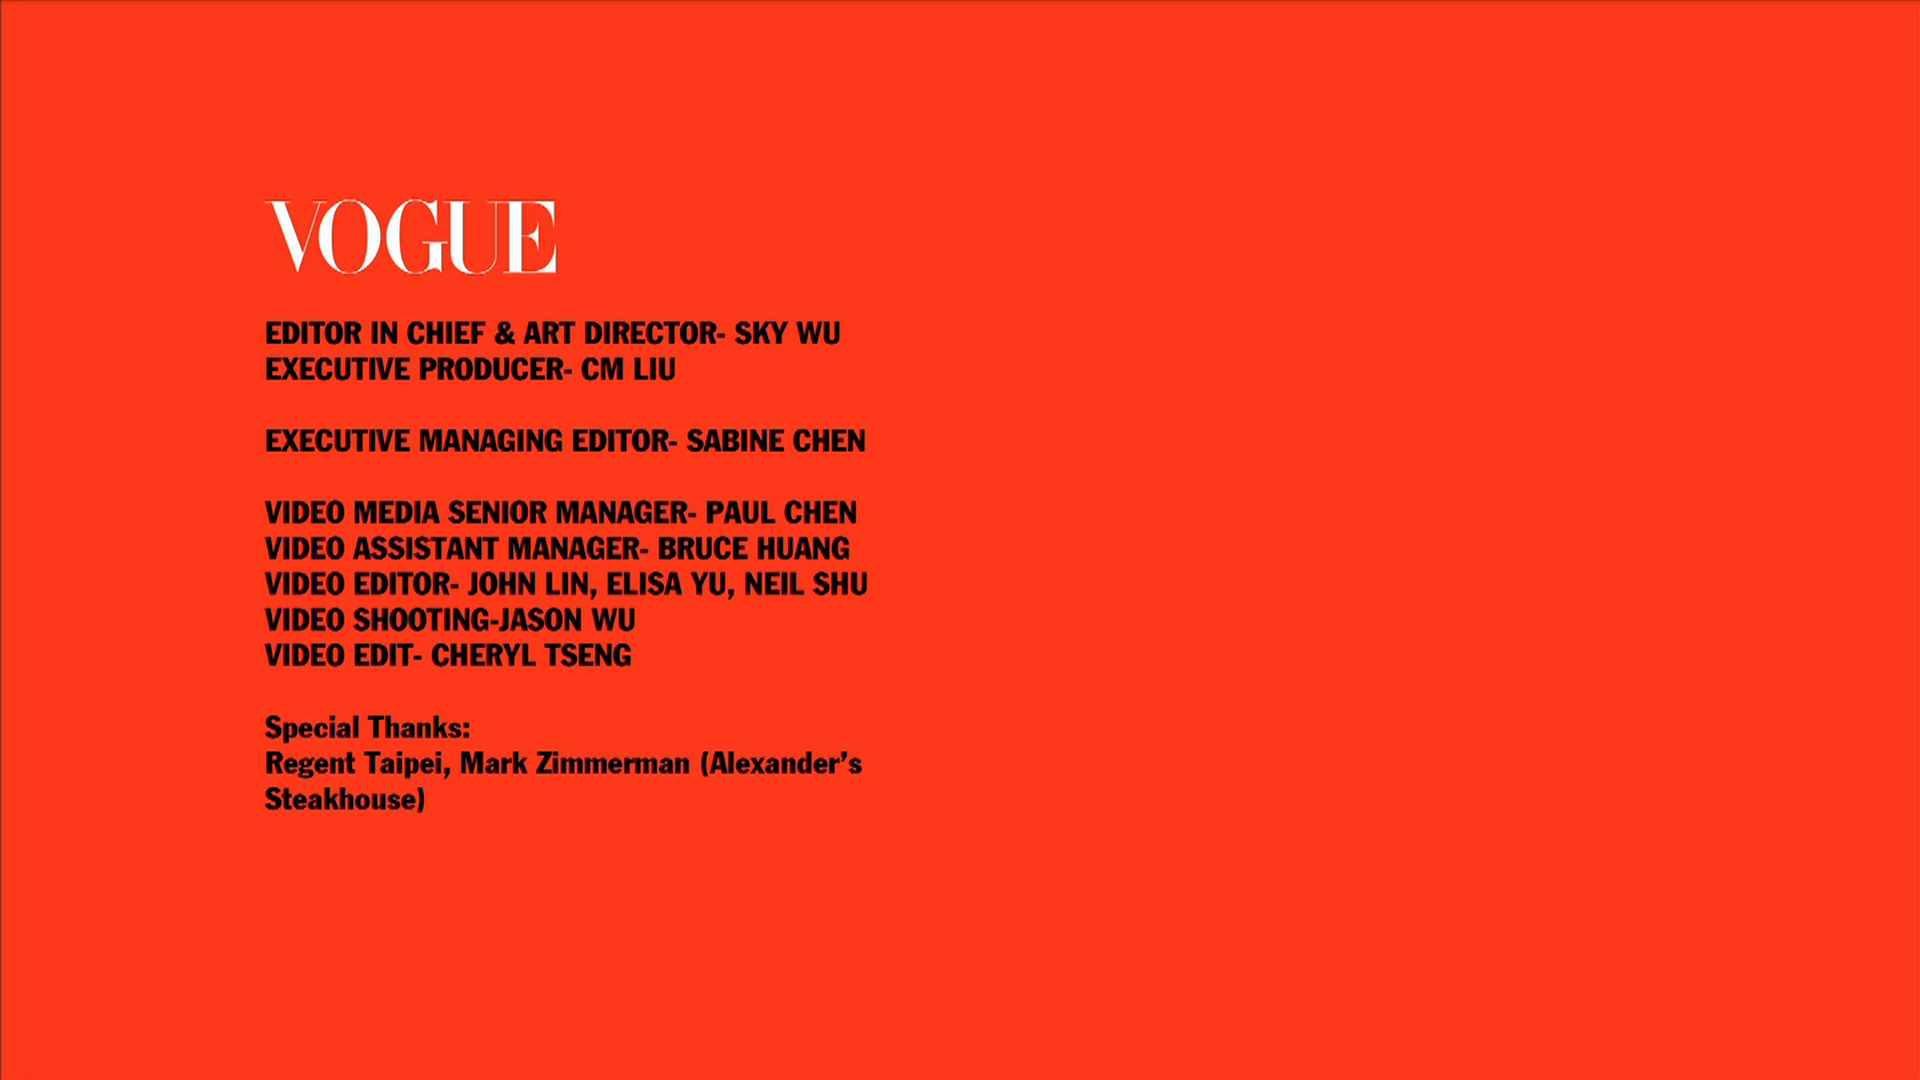 VOGUE
EDITOR IN CHIEF & ART DIRECTOR- SKY WU
EXECUTIVE PRODUCER- CM LIU
EXECUTIVE MANAGING EDITOR- SABINE CHEN
VIDEO MEDIA SENIOR MANAGER- PAUL CHEN
VIDEO ASSISTANT MANAGER- BRUCE HUANG
VIDEO EDITOR- JOHN LIN, ELISA YU, NEIL SHU
VIDEO SHOOTING-JASON WU
VIDEO EDIT- CHERYL TSENG
Special Thanks:
Regent Taipei, Mark Zimmerman (Alexander’s
Steakhouse)